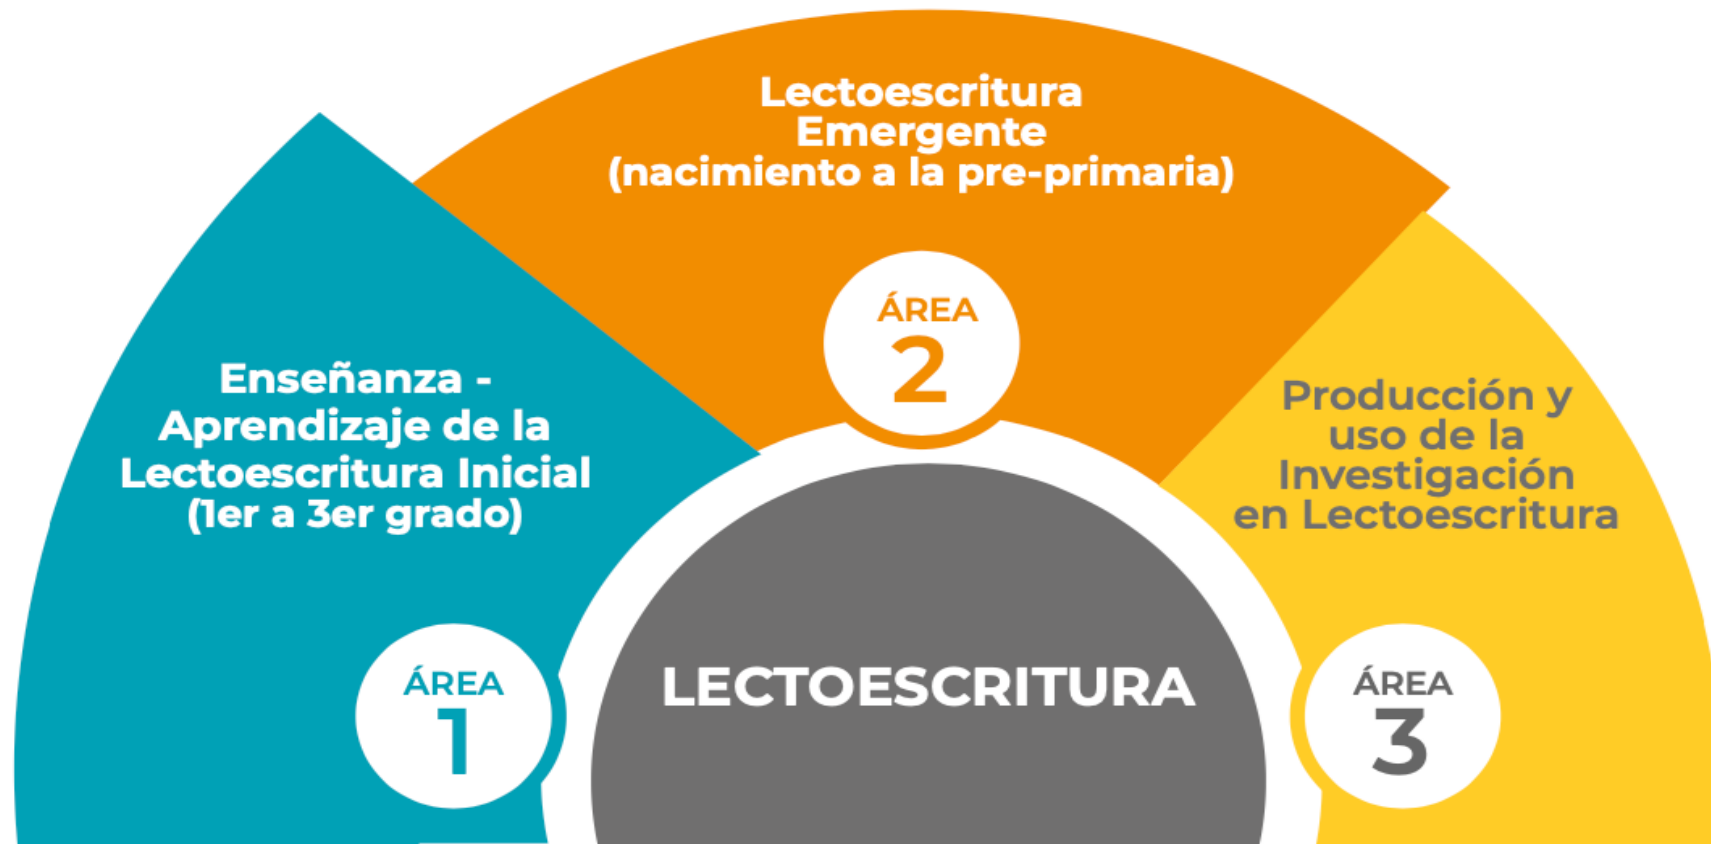 Enseñanza -
Aprendizaje de la
Lectoescritura Inicial
(1er a 3er grado)
ÁREA
1
Lectoescritura
Emergente
(nacimiento a la pre-primaria)
ÁREA
2
Producción y
uso de la
Investigación
en Lectoescritura
ÁREA
3
LECTOESCRITURA